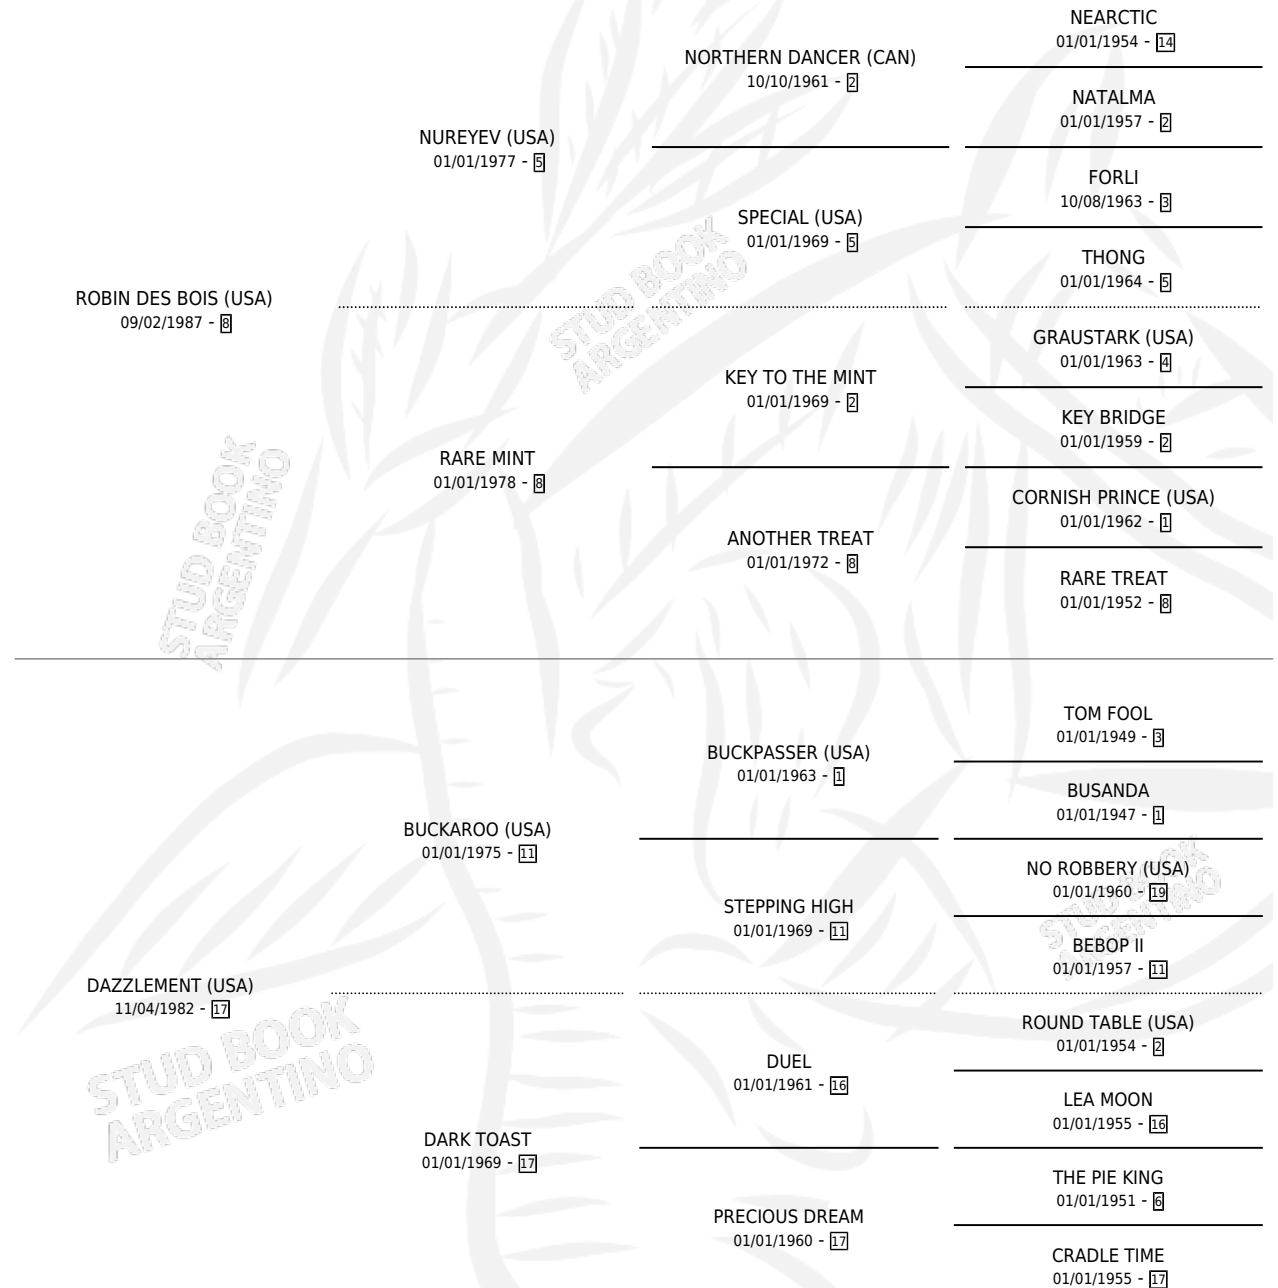 NEARCTIC
01/01/1954 - 14
NORTHERN DANCER (CAN)
10/10/1961 - 2
NATALMA
01/01/1957 - 2
NUREYEV (USA)
01/01/1977 - 5
FORLI
10/08/1963 - 3
SPECIAL (USA)
01/01/1969 - 5
THONG
01/01/1964 - 5
ROBIN DES BOIS (USA)
09/02/1987 - 8
GRAUSTARK (USA)
01/01/1963 - 4
KEY TO THE MINT
01/01/1969 - 2
KEY BRIDGE
01/01/1959 - 2
RARE MINT
01/01/1978 - 8
CORNISH PRINCE (USA)
01/01/1962 - 1
ANOTHER TREAT
01/01/1972 - 8
RARE TREAT
01/01/1952 - 8
STUD BOOK
ARGENTINO
STUD BOOK
ARGENTINO
TOM FOOL
01/01/1949 - 3
BUCKPASSER (USA)
01/01/1963 - 1
BUSANDA
01/01/1947 - 1
BUCKAROO (USA)
01/01/1975 - 11
NO ROBBERY (USA)
01/01/1960 - 19
STEPPING HIGH
01/01/1969 - 11
BEBOP II
01/01/1957 - 11
DAZZLEMENT (USA)
11/04/1982 - 17
ROUND TABLE (USA)
01/01/1954 - 2
DUEL
01/01/1961 - 16
LEA MOON
01/01/1955 - 16
DARK TOAST
01/01/1969 - 17
THE PIE KING
01/01/1951 - 6
PRECIOUS DREAM
01/01/1960 - 17
CRADLE TIME
01/01/1955 - 17
STUD BOOK
ARGENTINO
STUD BOOK
ARGENTINO